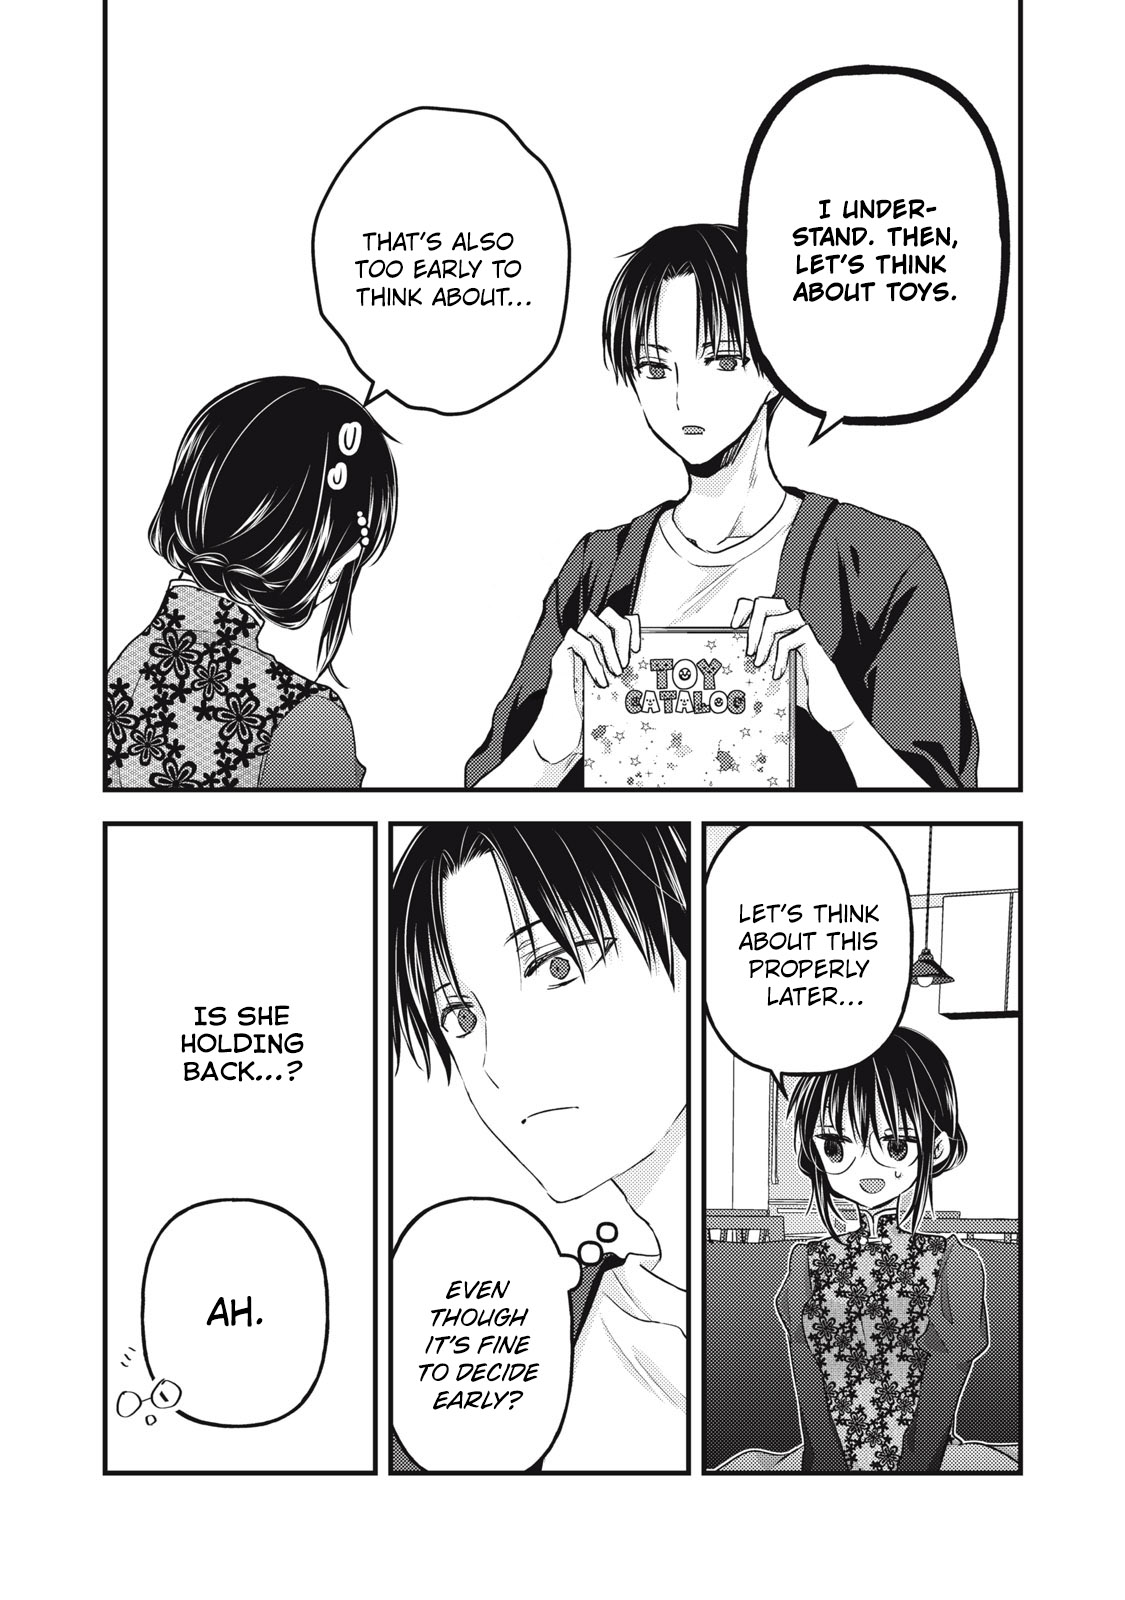 I UNDER-
STAND. THEN,
LET'S THINK
ABOUT TOYS.
THAT'S ALSO
TOO EARLY TO
THINK ABOUT...
TOY
CATALOG
LET'S THINK
ABOUT THIS
PROPERLY
LATER...
EVEN
THOUGH
IT'S FINE
TO DECIDE
EARLY?
IS SHE
HOLDING
BACK...?
AH.